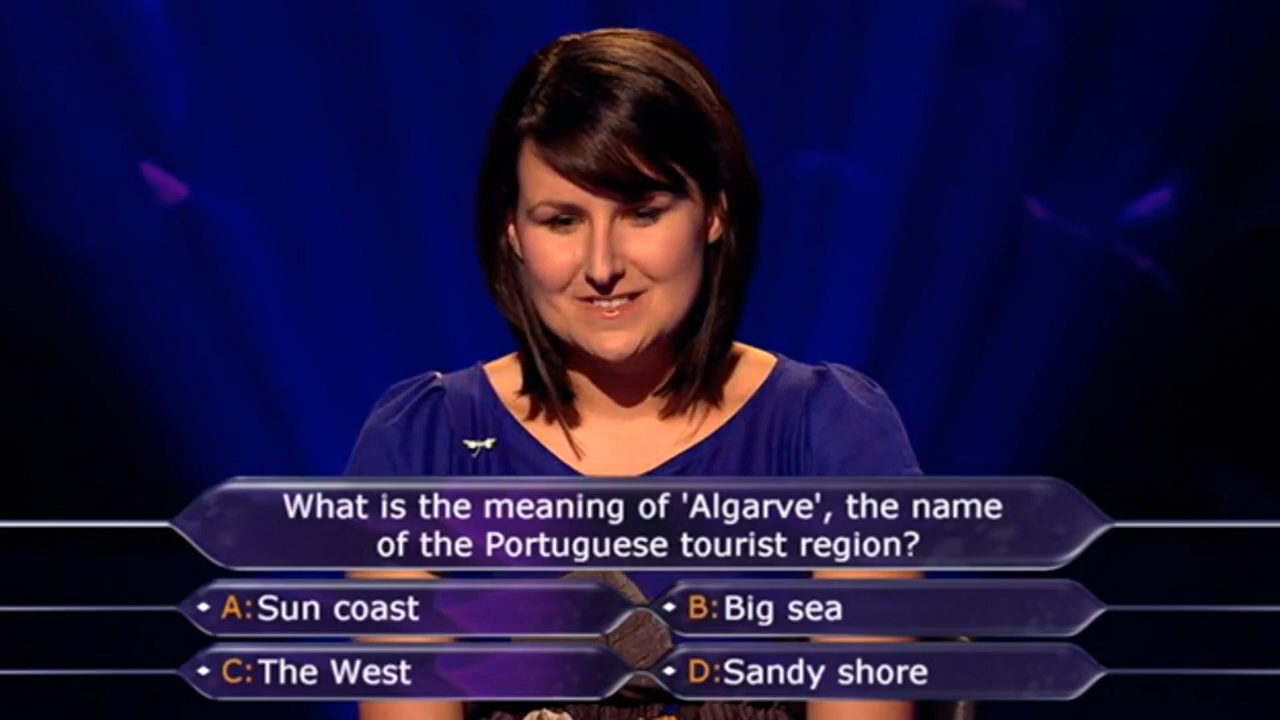 What is the meaning of 'Algarve', the name
of the Portuguese tourist region?
A:Sun coast
B:Big sea
C:The West
D:Sandy shore